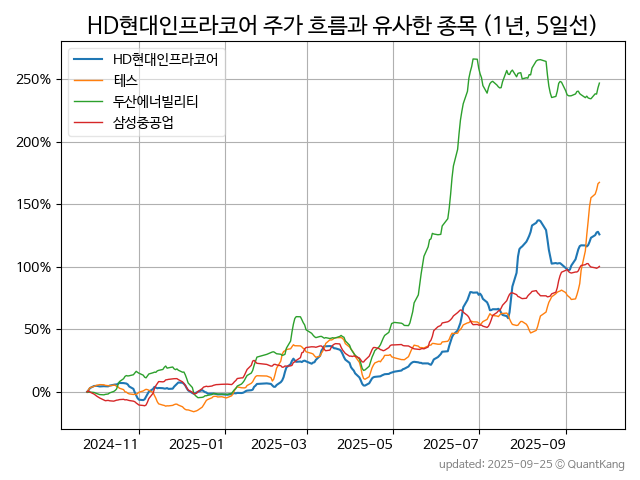 HD현대인프라코어 주가 흐름과 유사한 종목 (1년, 5일선)
HD현대인프라코어
테스
두산에너빌리티
삼성중공업
250%
200%
150%
100%
50%
0%
2024-11 2025-01 2025-03 2025-05 2025-07 2025-09
updated: 2025-09-25 © QuantKang